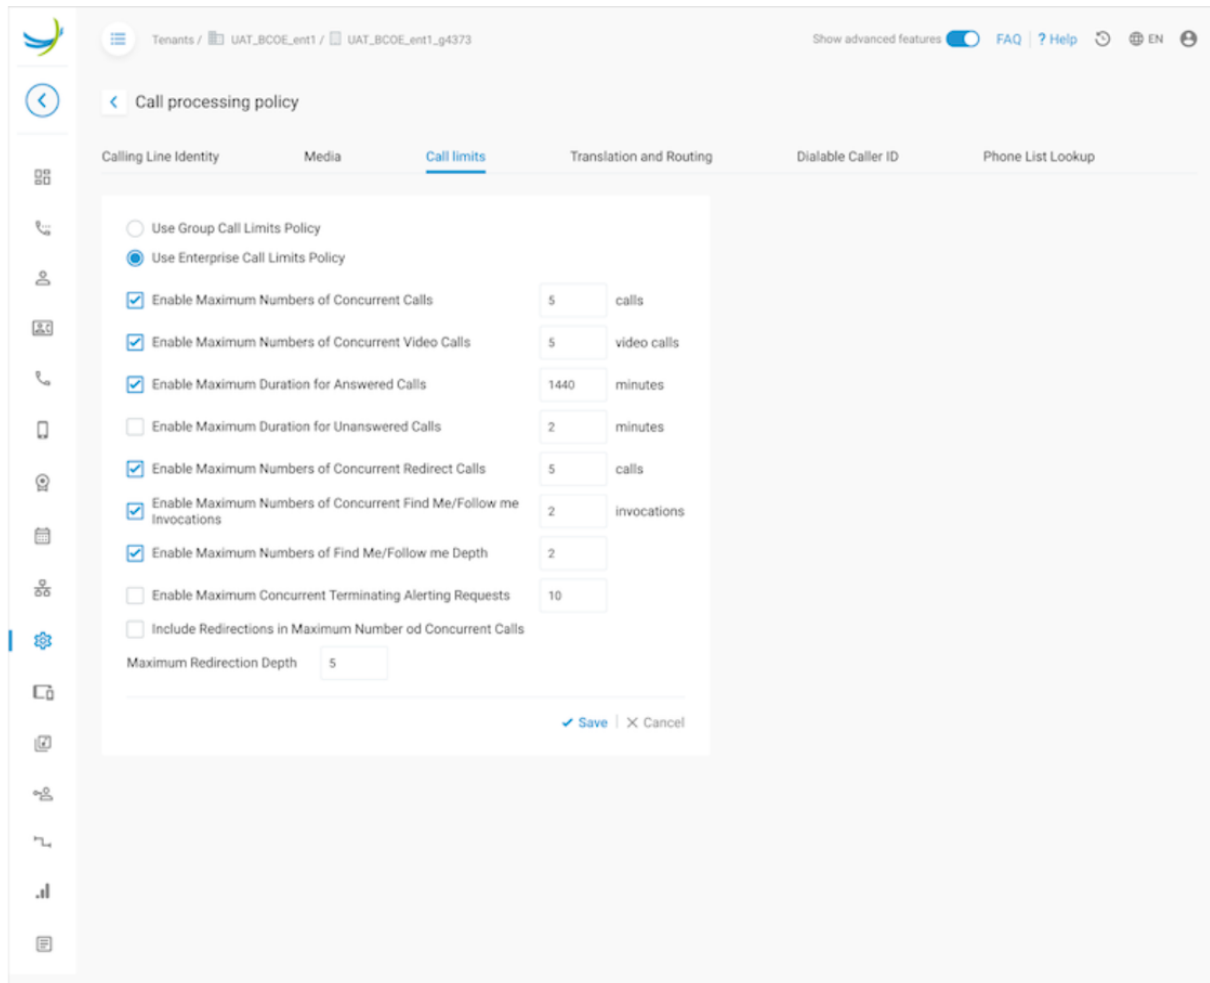 Tenants / UAT_BCOE_ent1 / UAT_BCOE_ent1_g4373
Show advanced features FAQ ? Help EN
Call processing policy
Calling Line Identity Media Call limits Translation and Routing Dialable Caller ID Phone List Lookup
Use Group Call Limits Policy
Use Enterprise Call Limits Policy
Enable Maximum Numbers of Concurrent Calls 5 calls
Enable Maximum Numbers of Concurrent Video Calls 5 video calls
Enable Maximum Duration for Answered Calls 1440 minutes
Enable Maximum Duration for Unanswered Calls 2 minutes
Enable Maximum Numbers of Concurrent Redirect Calls 5 calls
Enable Maximum Numbers of Concurrent Find Me/Follow me
Invocations 2 invocations
Enable Maximum Numbers of Find Me/Follow me Depth 2
Enable Maximum Concurrent Terminating Alerting Requests 10
Include Redirections in Maximum Number od Concurrent Calls
Maximum Redirection Depth 5
Save Cancel